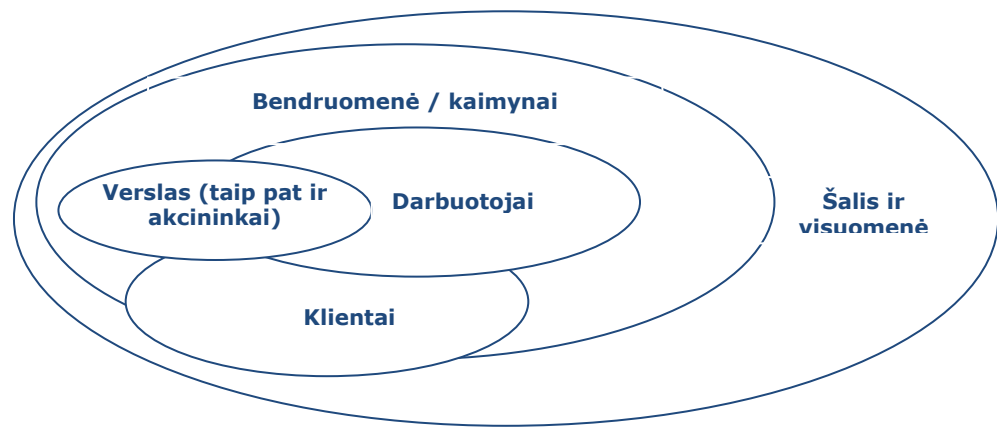 Bendruomenė / kaimynai
Verslas (taip pat ir
akcininkai)
Darbuotojai
Šalis ir
visuomenė
Klientai